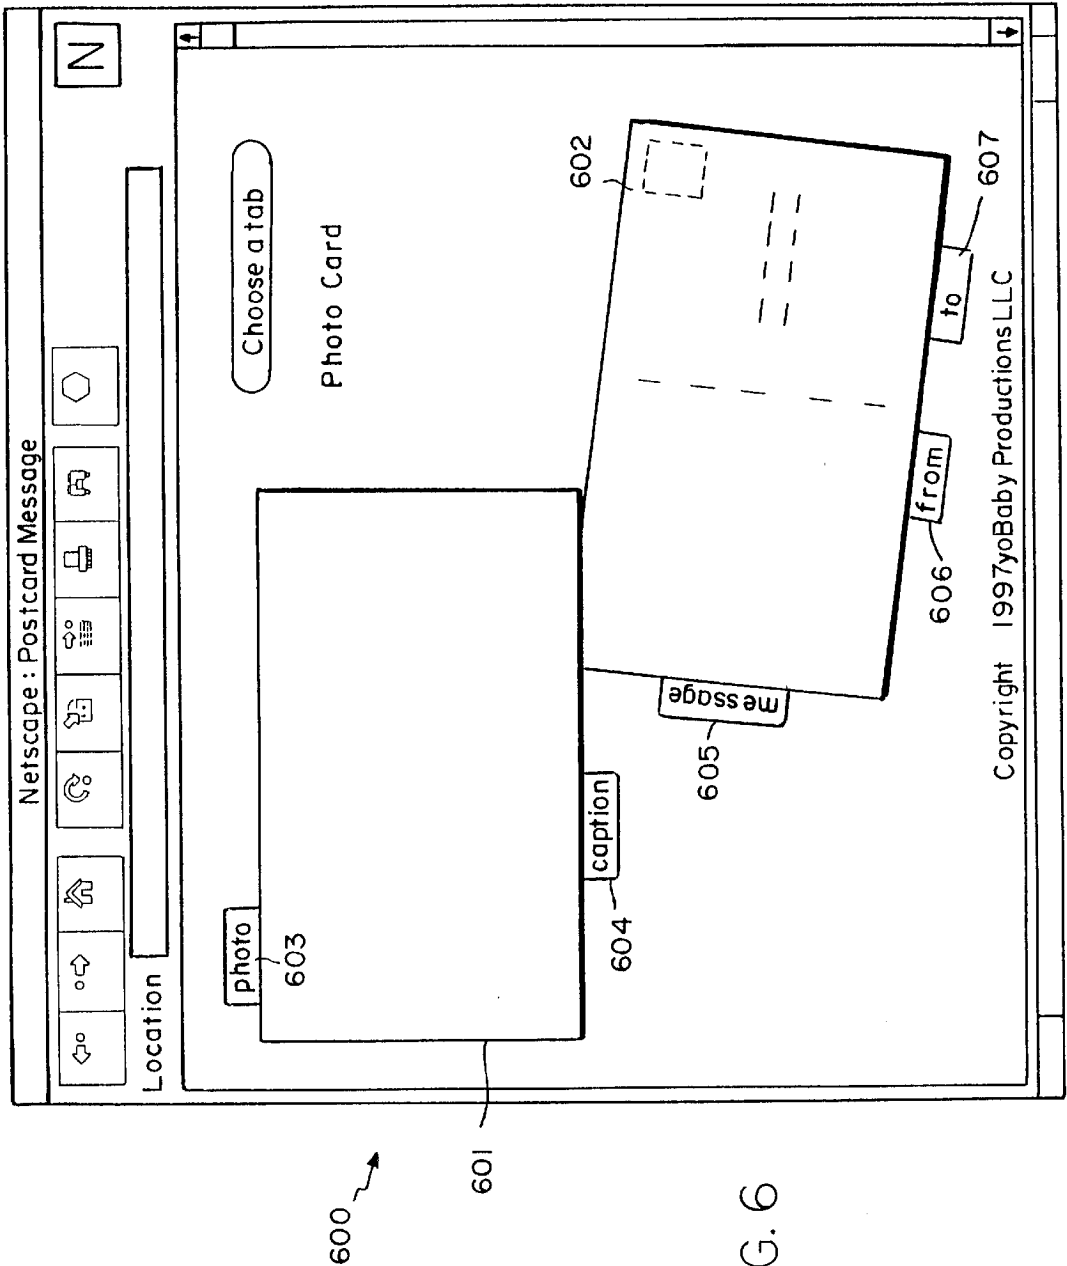 Netscape : Postcard Message
N
Location
Choose a tab
Photo Card
photo
603
602
caption
604
message
605
from
606
to
607
Copyright 1997yoBaby Productions LLC
600
601
G. 6